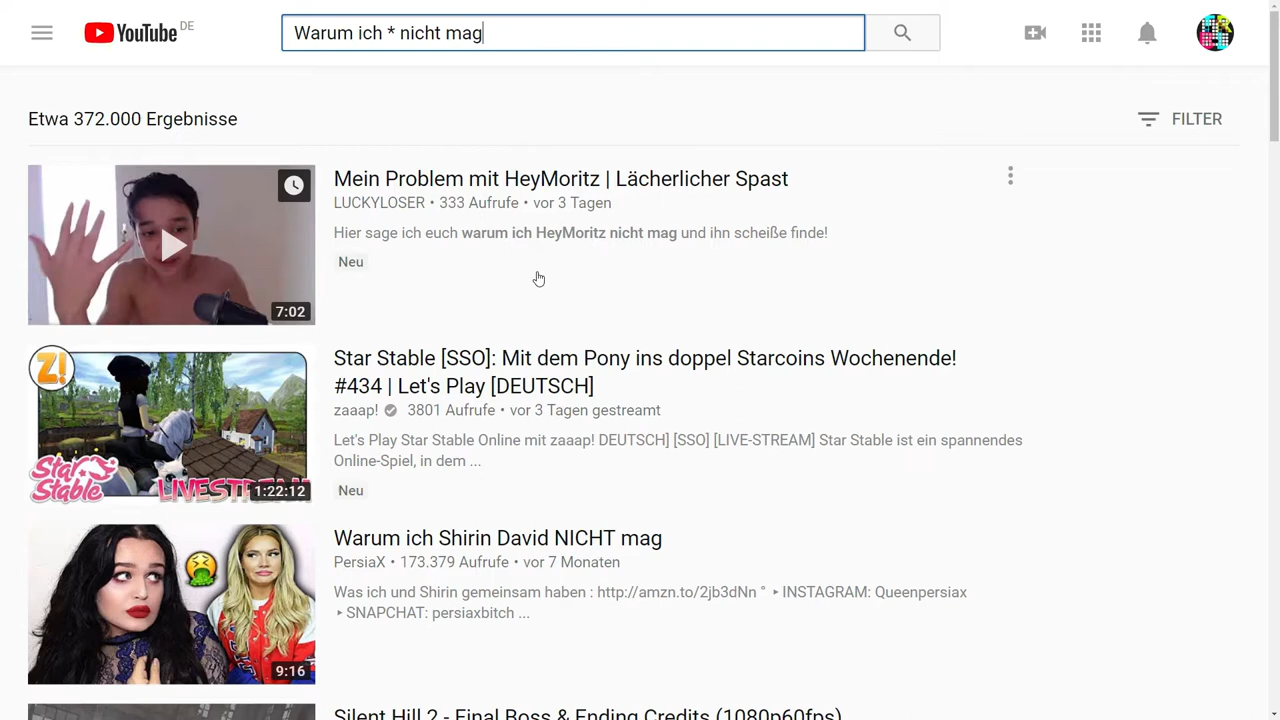 YouTube DE
Warum ich * nicht mag
Etwa 372.000 Ergebnisse
FILTER
Mein Problem mit HeyMoritz | Lächerlicher Spast
LUCKYLOSER • 333 Aufrufe • vor 3 Tagen
Hier sage ich euch warum ich HeyMoritz nicht mag und ihn scheiße finde!
Neu
7:02
Star Stable [SSO]: Mit dem Pony ins doppel Starcoins Wochenende!
#434 | Let's Play [DEUTSCH]
zaaap! 3801 Aufrufe • vor 3 Tagen gestreamt
Let's Play Star Stable Online mit zaaap! DEUTSCH] [SSO] [LIVE-STREAM] Star Stable ist ein spannendes
Online-Spiel, in dem ...
Neu
Z!
Star
Stable
LIVESTREAM
1:22:12
Warum ich Shirin David NICHT mag
PersiaX • 173.379 Aufrufe • vor 7 Monaten
Was ich und Shirin gemeinsam haben : http://amzn.to/2jb3dNn ° ‣ INSTAGRAM: Queenpersiax
‣ SNAPCHAT: persiaxbitch ...
9:16
Silent Hill 2 - Final Boss & Ending Credits (1080p60fps)